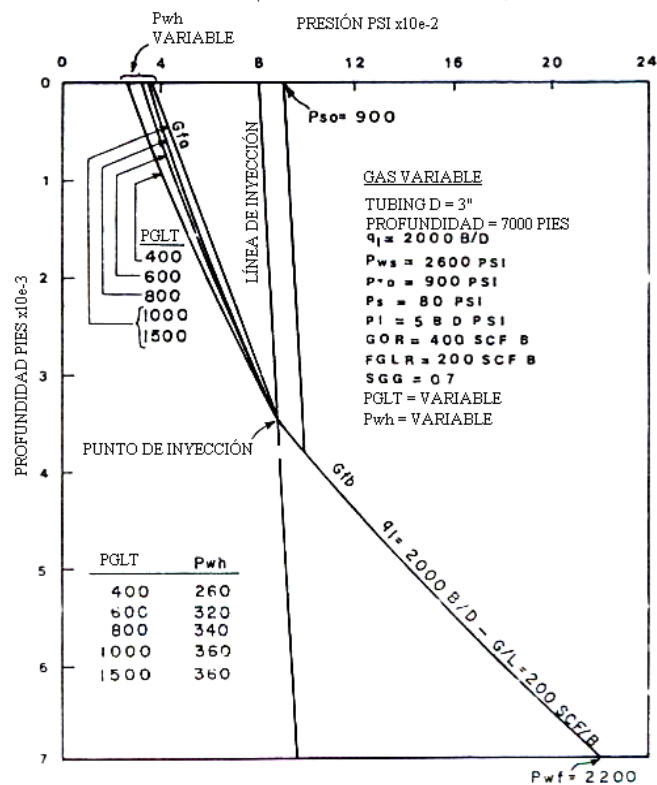 Pwh
VARIABLE
PRESIÓN PSI x10e-2
0 4 8 12 16 20 24
0
1
2
3
4
5
6
7
PROFUNDIDAD PIES x10e-3
Gfa
LÍNEA DE INYECCIÓN
Pso= 900
PGLT
400
600
800
1000
1500
GAS VARIABLE
TUBING D = 3"
PROFUNDIDAD = 7000 PIES
q₁= 2000 B/D
Pws = 2600 PSI
P*o = 900 PSI
Ps = 80 PSI
PI = 5 B D PSI
GOR = 400 SCF B
FGLR = 200 SCF B
SGG = 07
PGLT = VARIABLE
Pwh = VARIABLE
PUNTO DE INYECCIÓN
Gfb
q₁= 2000 B/D – G/L=200 SCF/B
PGLT Pwh
400 260
600 320
800 340
1000 360
1500 360
Pwf = 2200